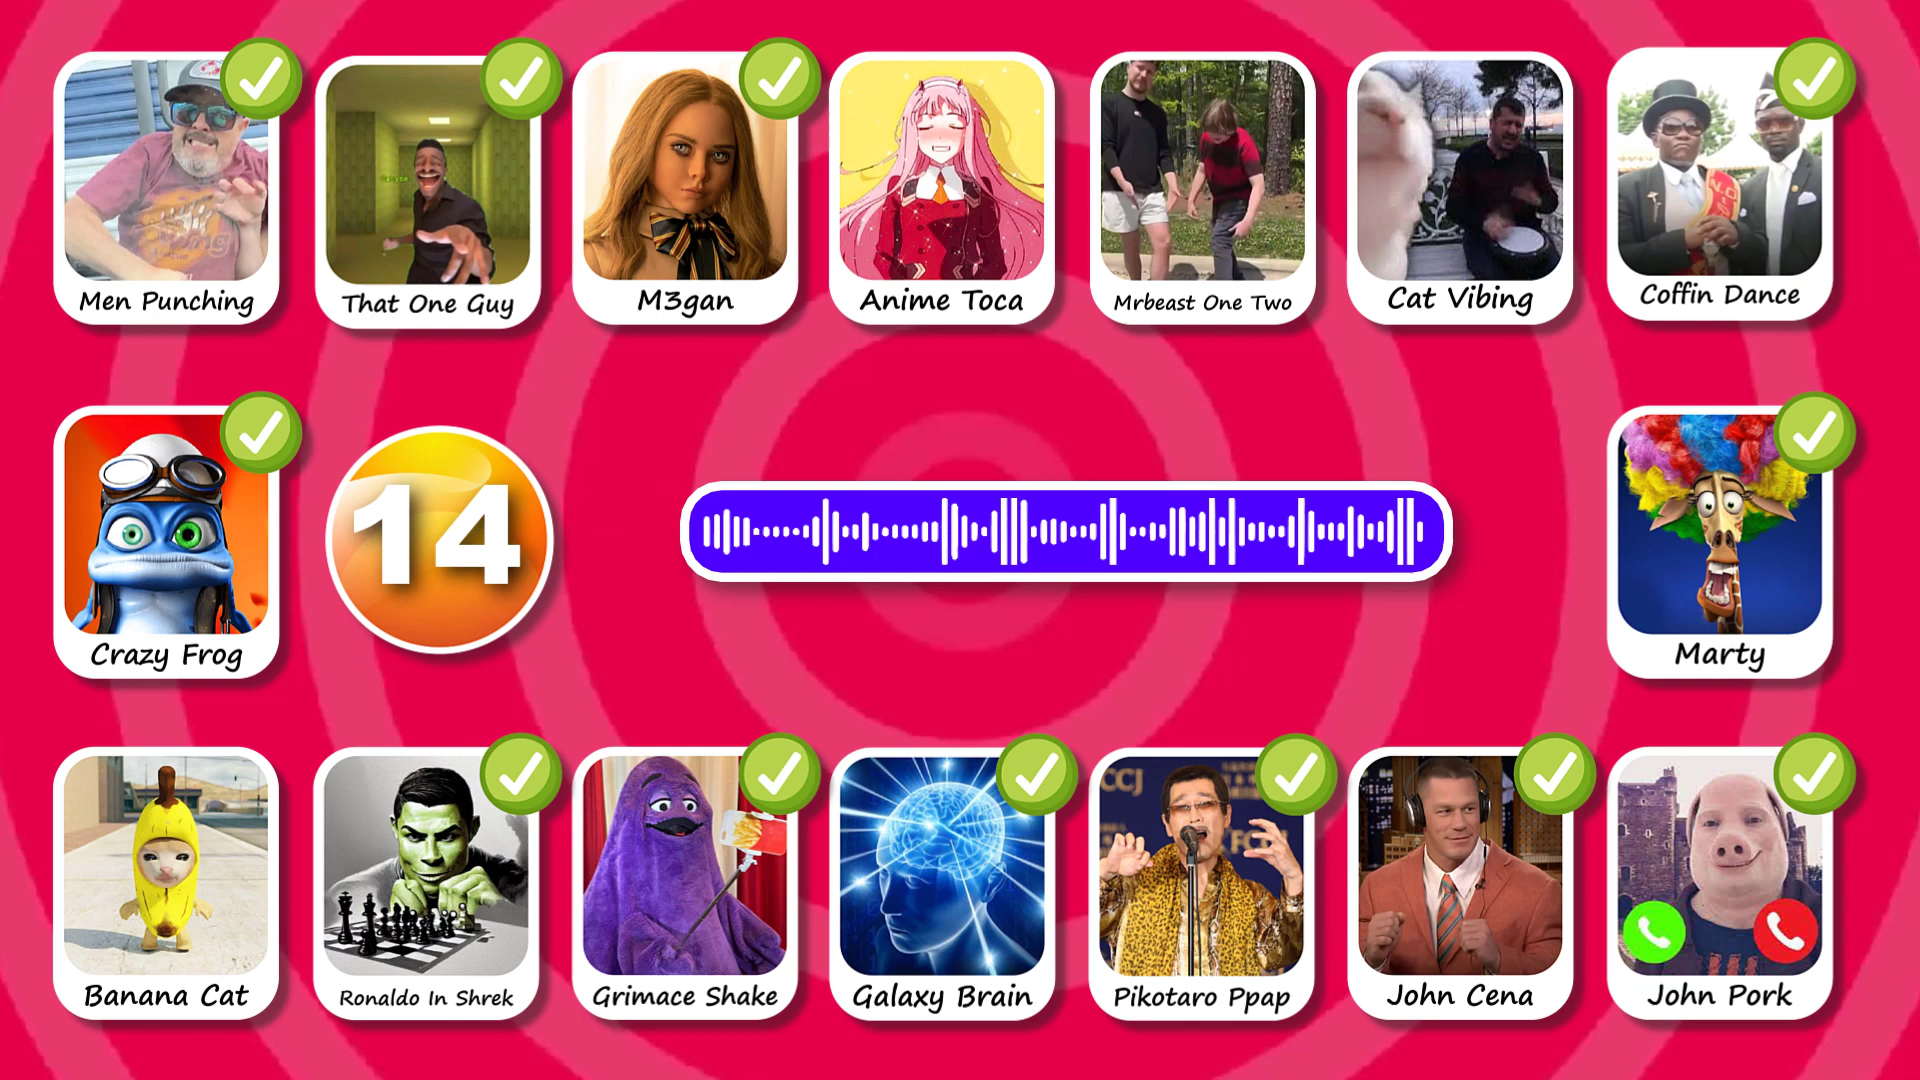 Men Punching
That One Guy
M3gan
Anime Toca
Mrbeast One Two
Cat Vibing
Coffin Dance
Crazy Frog
14
Marty
CCJ
Banana Cat
Ronaldo In Shrek
Grimace Shake
Galaxy Brain
Pikotaro Ppap
John Cena
John Pork